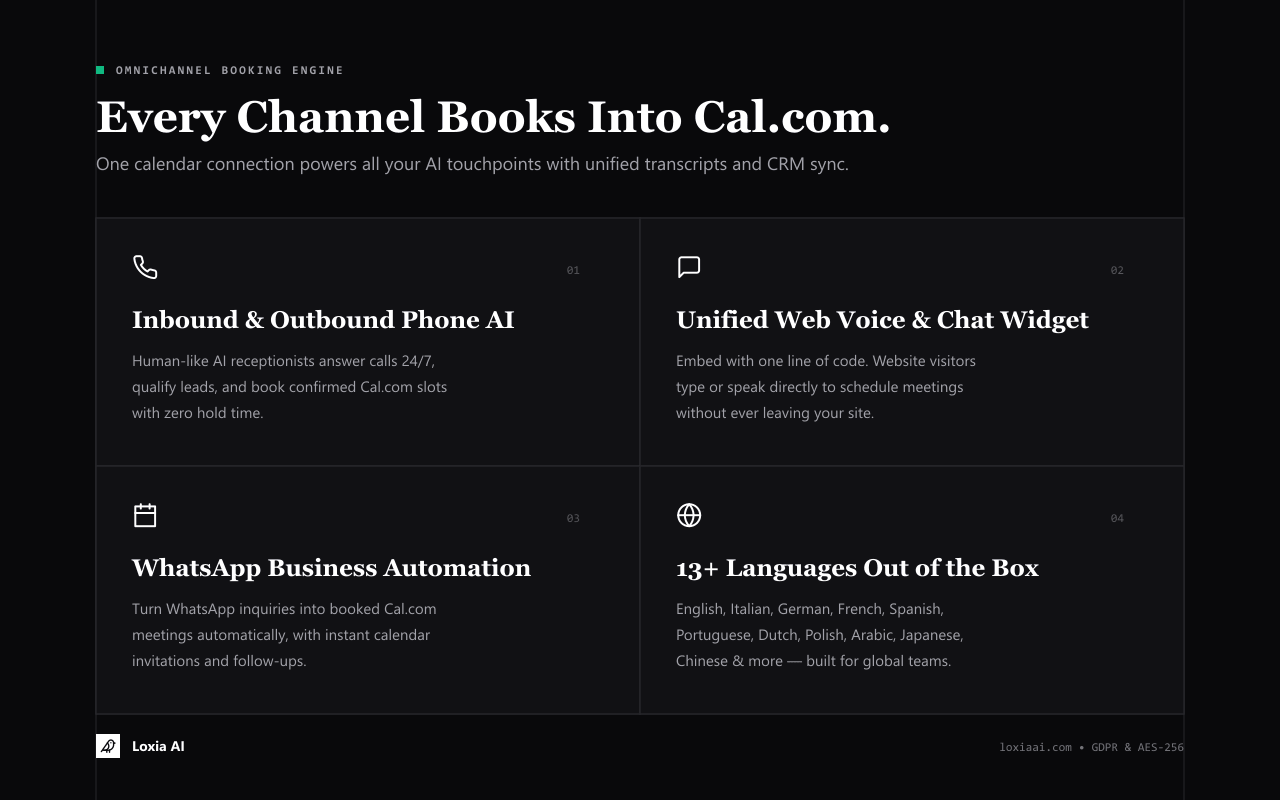 OMNICHANNEL BOOKING ENGINE
Every Channel Books Into Cal.com.
One calendar connection powers all your AI touchpoints with unified transcripts and CRM sync.
01
Inbound & Outbound Phone AI
Human-like AI receptionists answer calls 24/7,
qualify leads, and book confirmed Cal.com slots
with zero hold time.
02
Unified Web Voice & Chat Widget
Embed with one line of code. Website visitors
type or speak directly to schedule meetings
without ever leaving your site.
03
WhatsApp Business Automation
Turn WhatsApp inquiries into booked Cal.com
meetings automatically, with instant calendar
invitations and follow-ups.
04
13+ Languages Out of the Box
English, Italian, German, French, Spanish,
Portuguese, Dutch, Polish, Arabic, Japanese,
Chinese & more — built for global teams.
Loxia AI
loxiaai.com • GDPR & AES-256